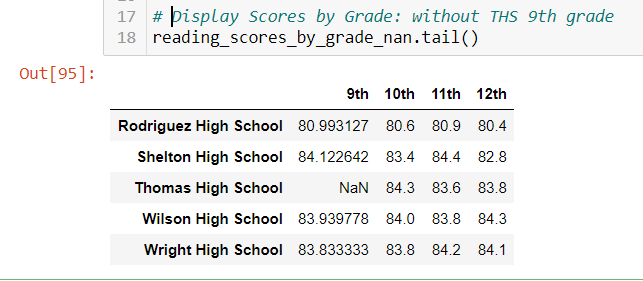 17 # Display Scores by Grade: without THS 9th grade
18 reading_scores_by_grade_nan.tail()
Out[95]:
9th 10th 11th 12th
Rodriguez High School 80.993127 80.6 80.9 80.4
Shelton High School 84.122642 83.4 84.4 82.8
Thomas High School NaN 84.3 83.6 83.8
Wilson High School 83.939778 84.0 83.8 84.3
Wright High School 83.833333 83.8 84.2 84.1